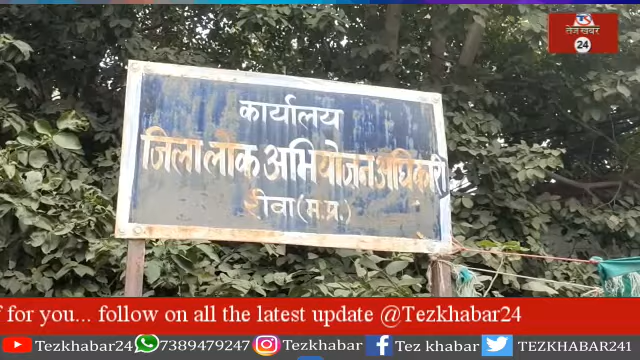 तेज खबर
24
कार्यालय
जिला लोक अभियोजन अधिकारी
रीवा (म.प्र.)
for you... follow on all the latest update @Tezkhabar24
Tezkhabar24 7389479247 Tezkhabar Tez khabar TEZKHABAR241